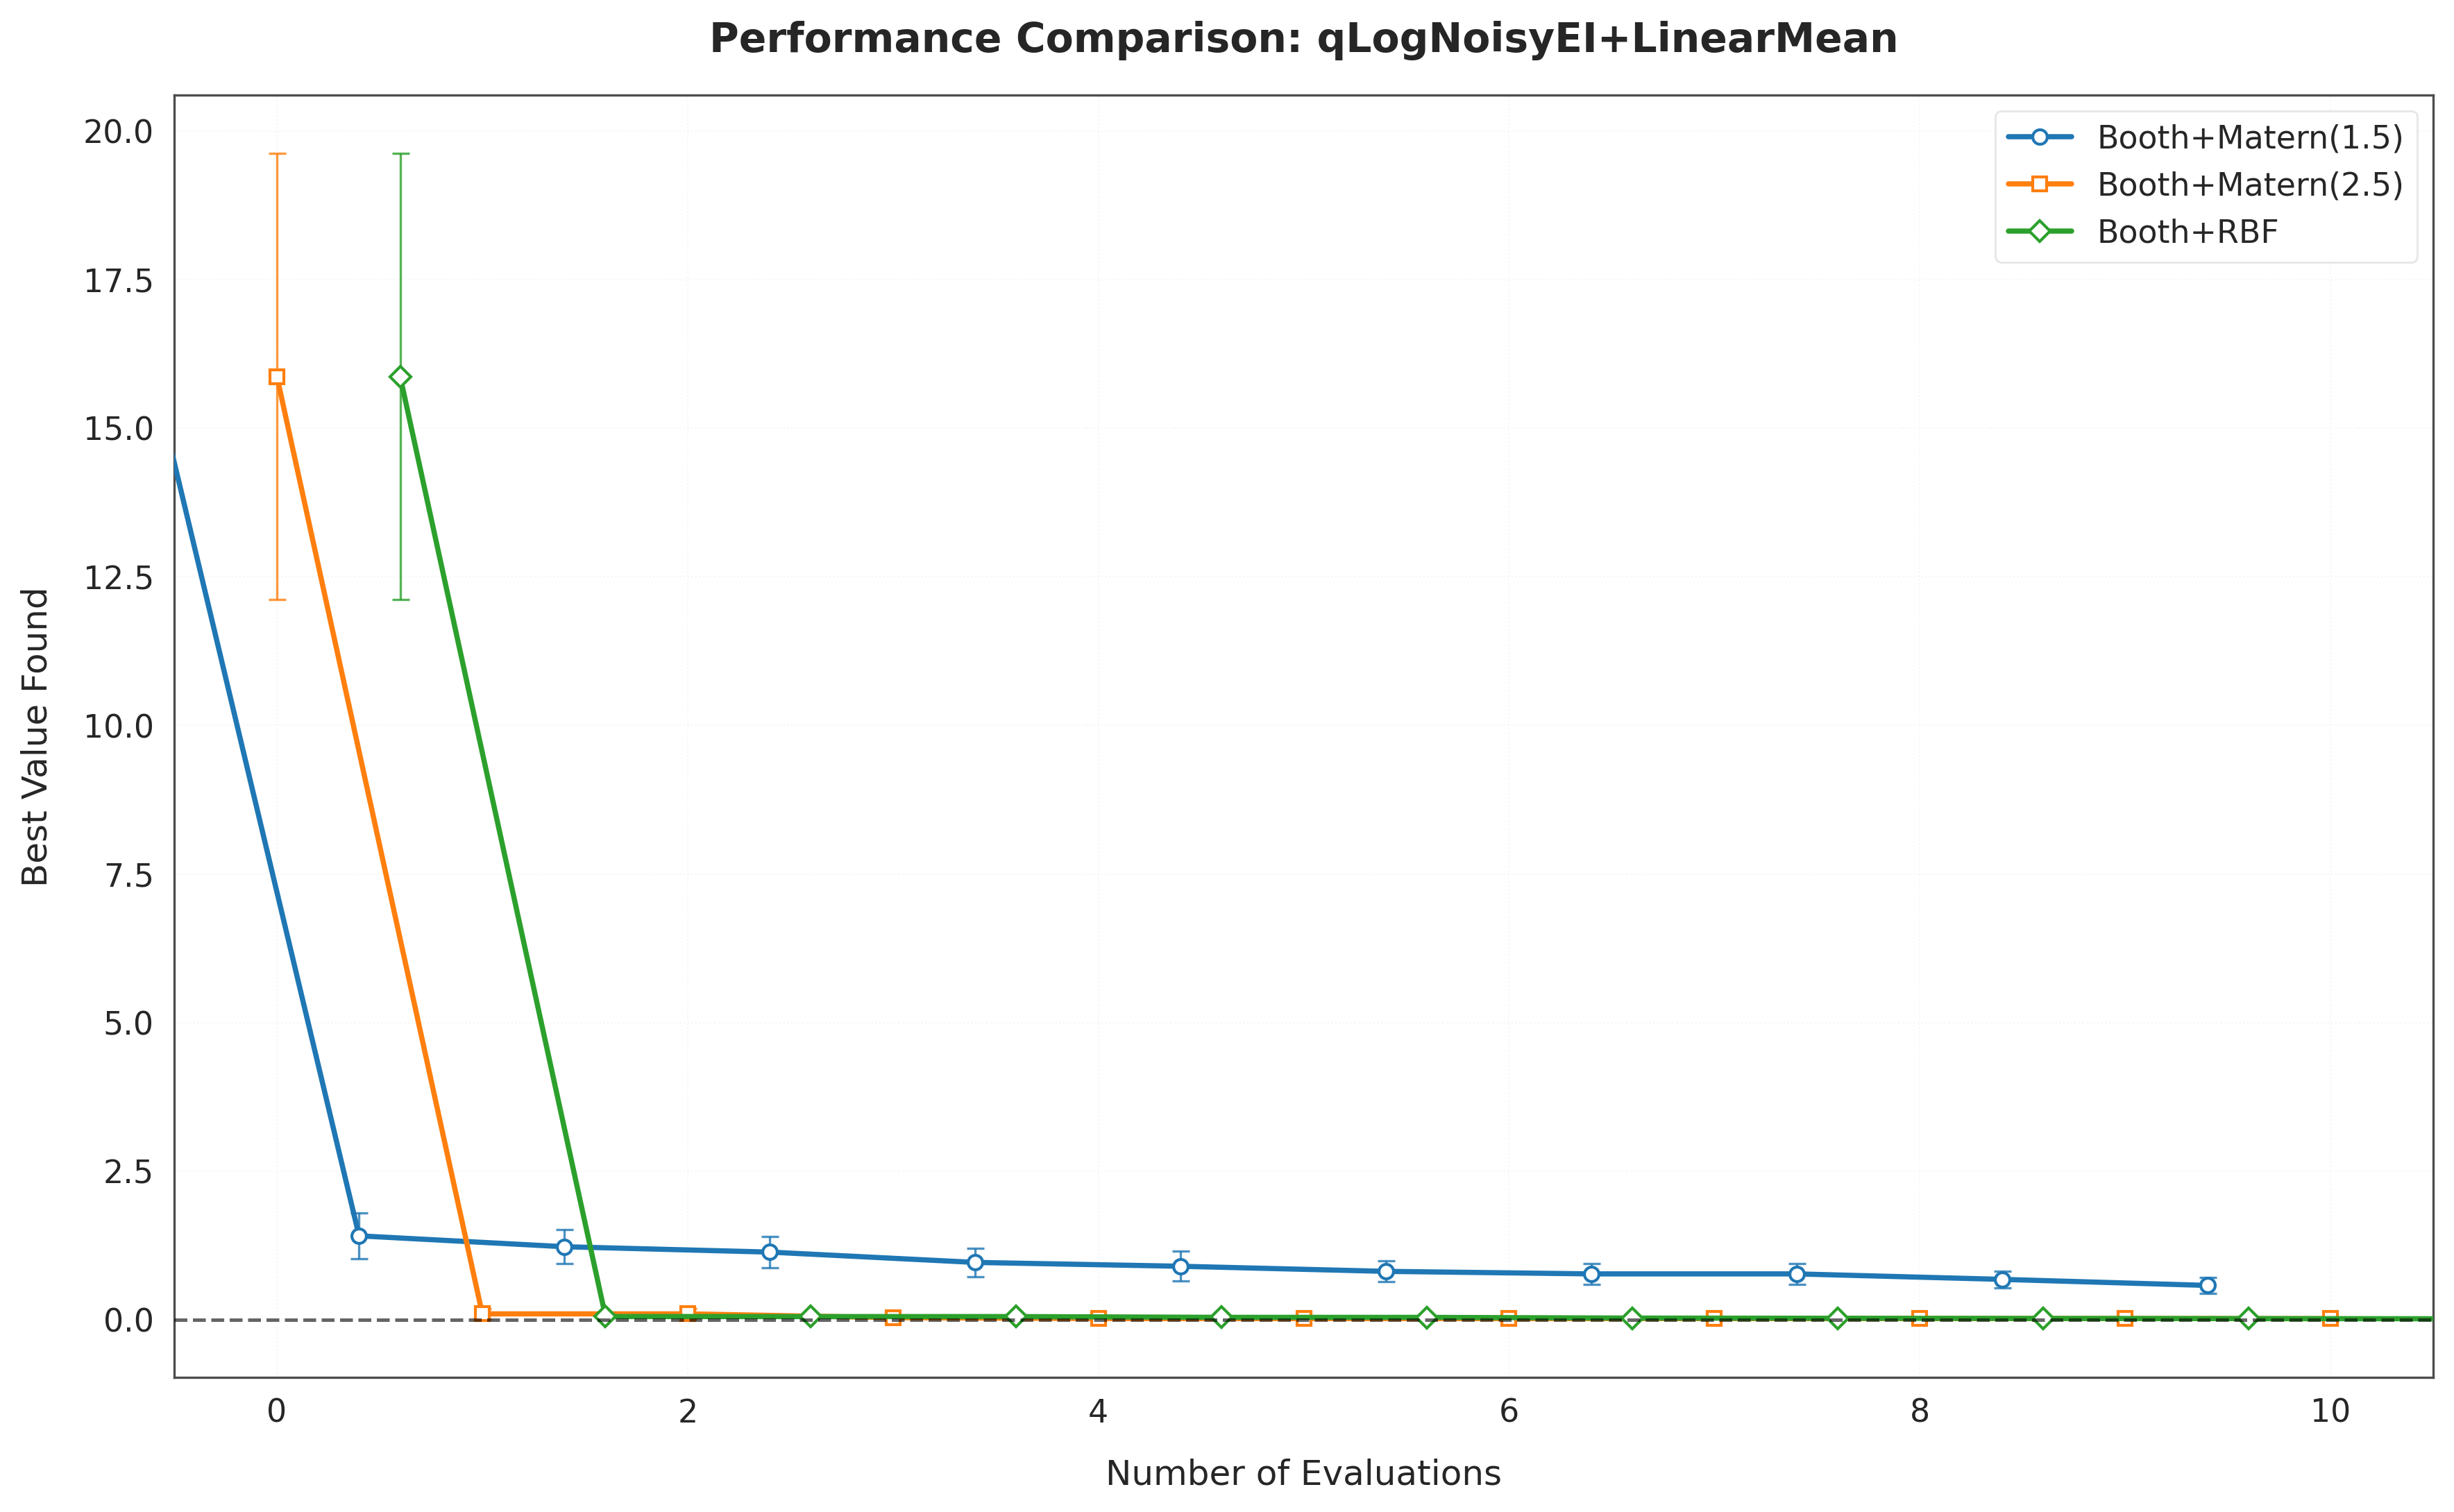 Performance Comparison: qLogNoisyEI+LinearMean
Booth+Matern(1.5)
Booth+Matern(2.5)
Booth+RBF
Best Value Found
20.0
17.5
15.0
12.5
10.0
7.5
5.0
2.5
0.0
0 2 4 6 8 10
Number of Evaluations